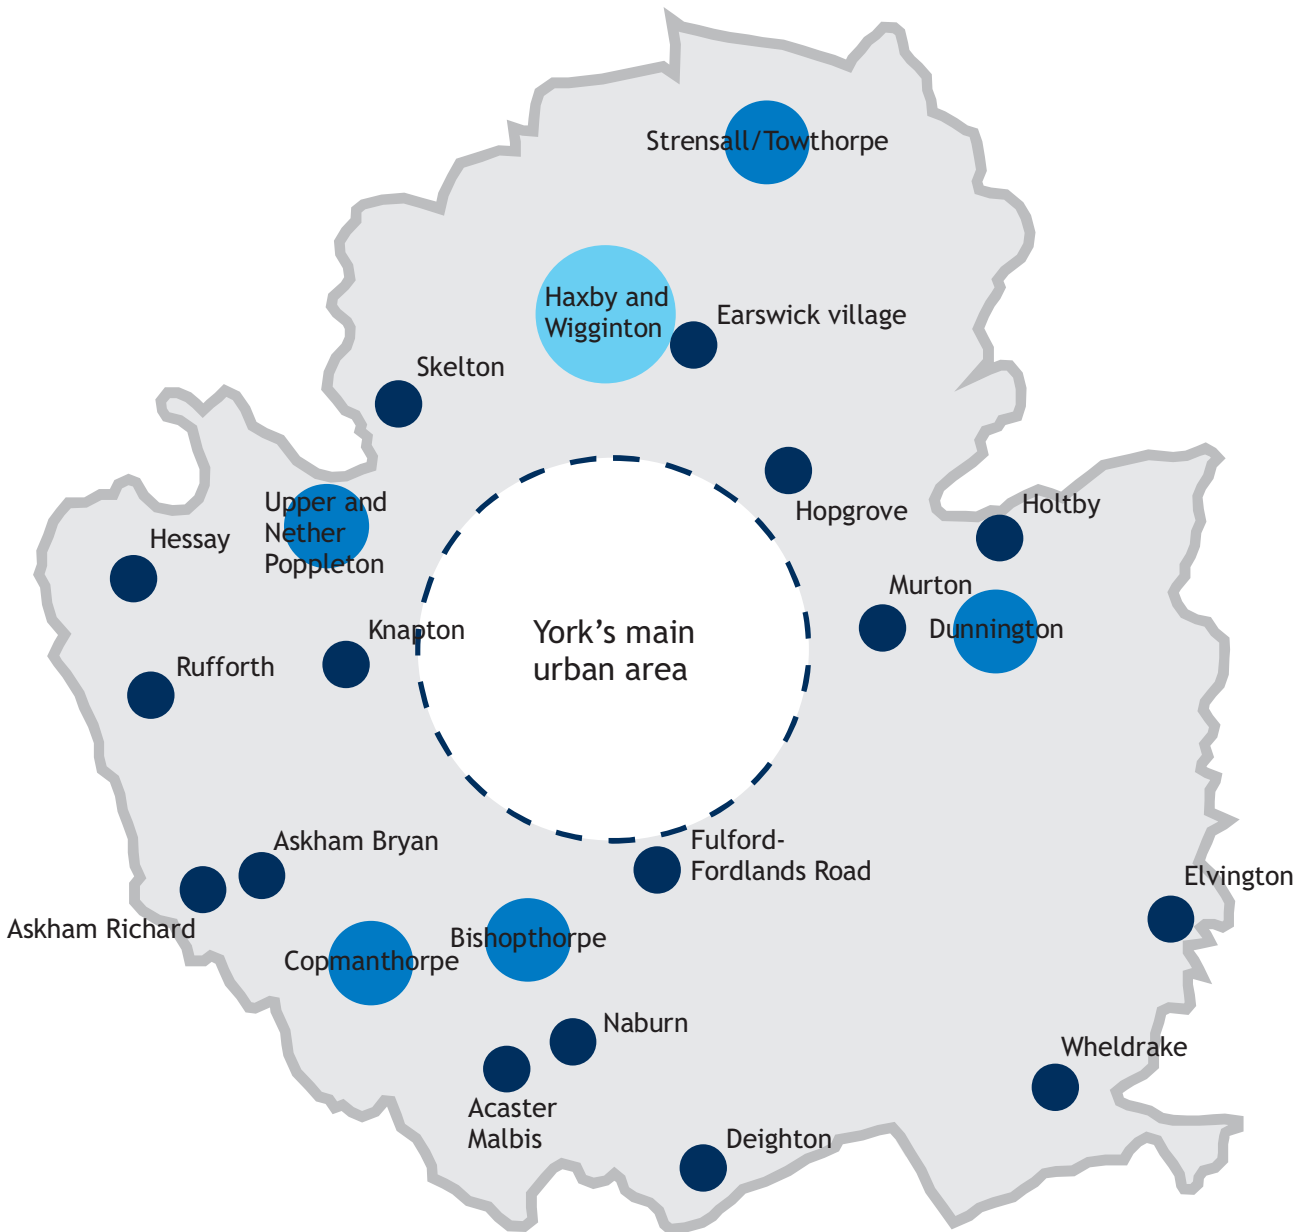 Strensall/Towthorpe
Haxby and
Wigginton
Earswick village
Skelton
Upper and
Nether
Poppleton
Hopgrove
Holtby
Hessay
Murton
Dunnington
Knapton
York’s main
urban area
Rufforth
Askham Bryan
Fulford-
Fordlands Road
Elvington
Askham Richard
Bishopthorpe
Copmanthorpe
Naburn
Wheldrake
Acaster
Malbis
Deighton